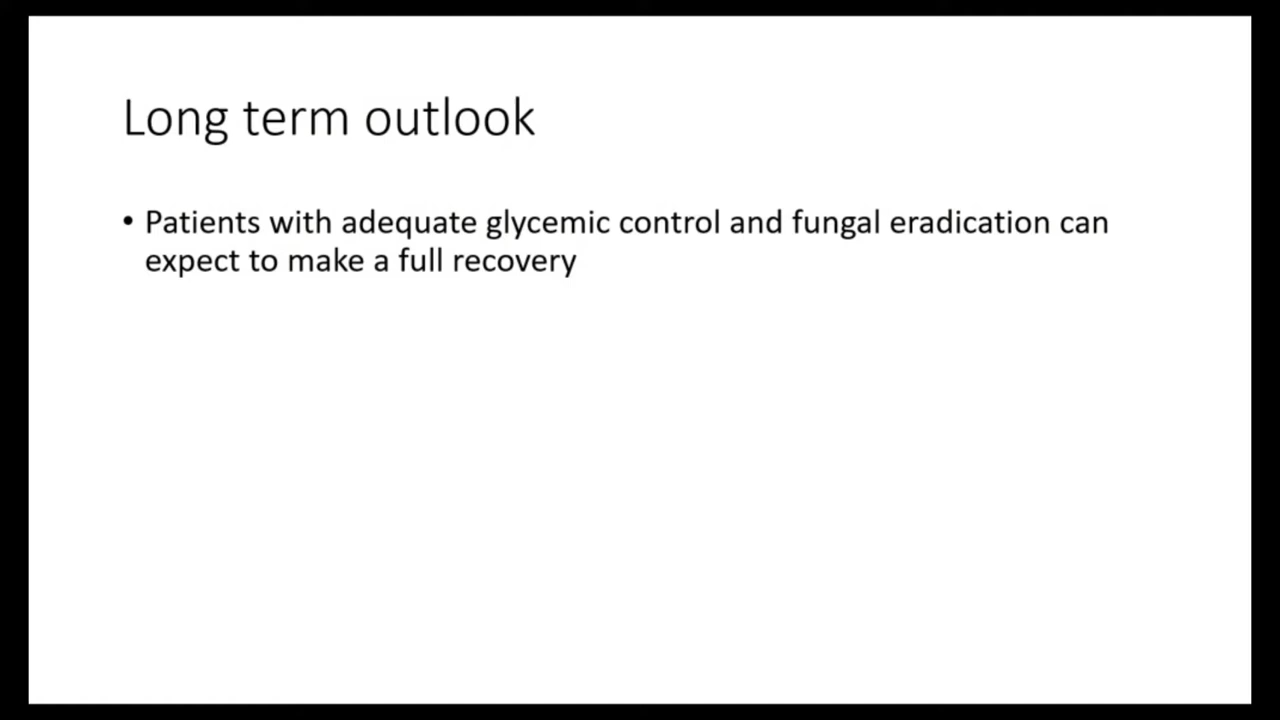 Long term outlook
• Patients with adequate glycemic control and fungal eradication can
expect to make a full recovery